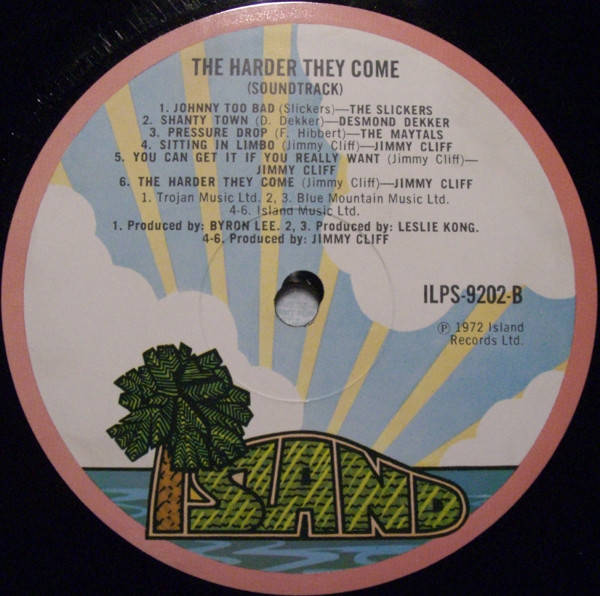 THE HARDER THEY COME
(SOUNDTRACK)
1. JOHNNY TOO BAD (Slickers)—THE SLICKERS
2. SHANTY TOWN (D. Dekker)—DESMOND DEKKER
3. PRESSURE DROP (F. Hibbert)—THE MAYTALS
4. SITTING IN LIMBO (Jimmy Cliff)—JIMMY CLIFF
5. YOU CAN GET IT IF YOU REALLY WANT (Jimmy Cliff)—
JIMMY CLIFF
6. THE HARDER THEY COME (Jimmy Cliff)—JIMMY CLIFF
1. Trojan Music Ltd. 2, 3. Blue Mountain Music Ltd.
4-6. Island Music Ltd.
1. Produced by: BYRON LEE. 2, 3. Produced by: LESLIE KONG.
4-6. Produced by: JIMMY CLIFF
ILPS-9202-B
℗ 1972 Island
Records Ltd.
ISLAND